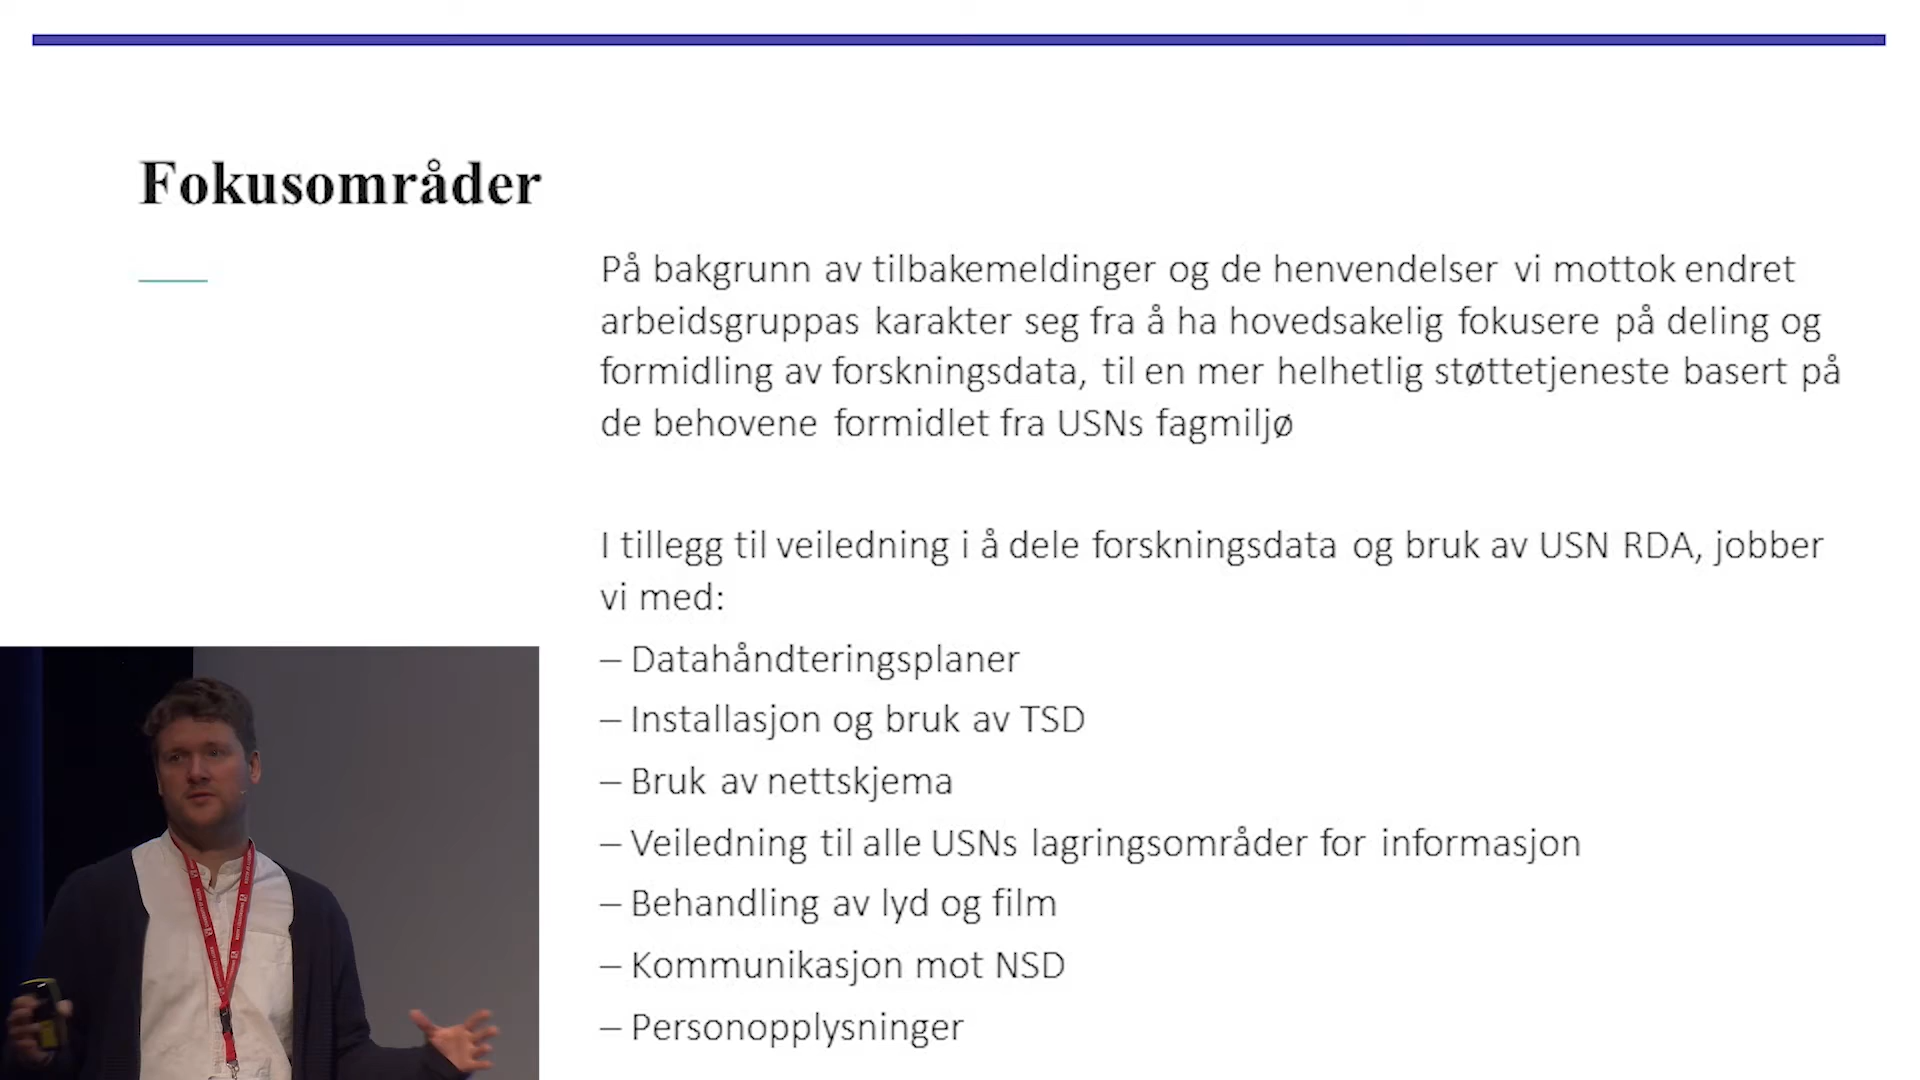 Fokusområder
På bakgrunn av tilbakemeldinger og de henvendelser vi mottok endret
arbeidsgruppas karakter seg fra å ha hovedsakelig fokusere på deling og
formidling av forskningsdata, til en mer helhetlig støttetjeneste basert på
de behovene formidlet fra USNs fagmiljø
I tillegg til veiledning i å dele forskningsdata og bruk av USN RDA, jobber
vi med:
– Datahåndteringsplaner
– Installasjon og bruk av TSD
– Bruk av nettskjema
– Veiledning til alle USNs lagringsområder for informasjon
– Behandling av lyd og film
– Kommunikasjon mot NSD
– Personopplysninger